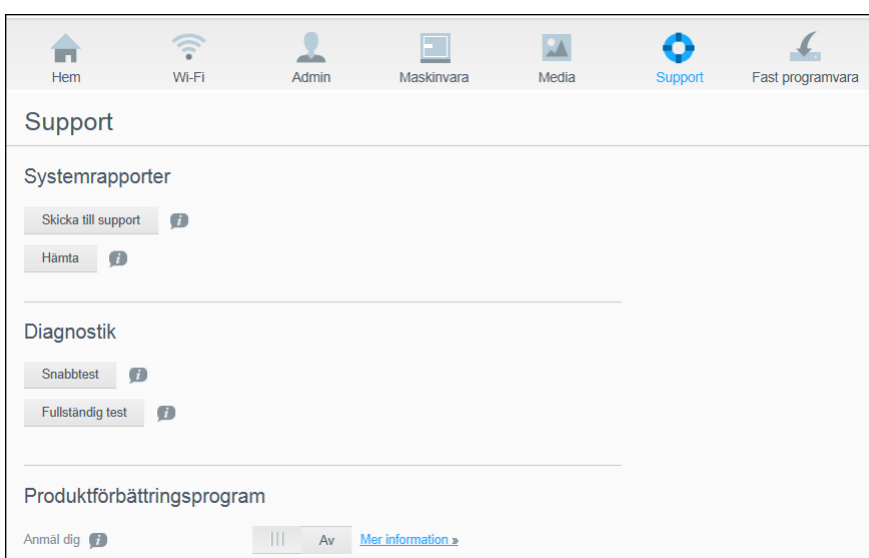 Hem Wi-Fi Admin Maskinvara Media Support Fast programvara
Support
Systemrapporter
Skicka till support
Hämta
Diagnostik
Snabbtest
Fullständig test
Produktförbättringsprogram
Anmäl dig Av Mer information »